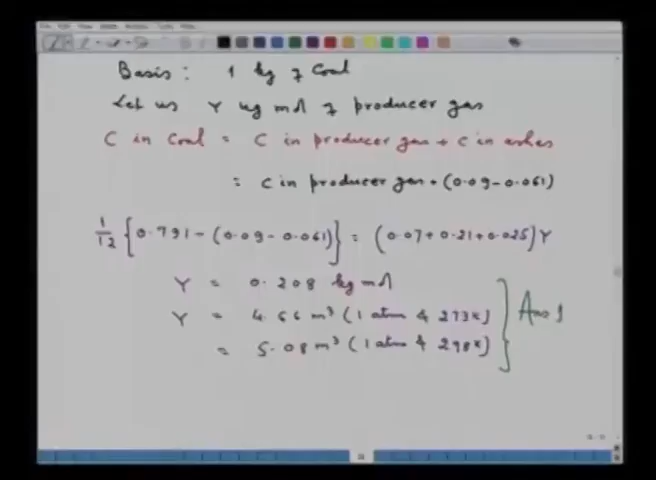 Basis: 1 kg of Coal
Let us Y kg mol of producer gas
C in Coal = C in producer gas + C in ashes
= C in producer gas + (0.09-0.061)
1/12 {0.791-(0.09-0.061)} = (0.07+0.21+0.025)Y
Y = 0.208 kg mol
Y = 4.66 m³ (1 atm & 273K)
= 5.08 m³ (1 atm & 298K)
Ans 1